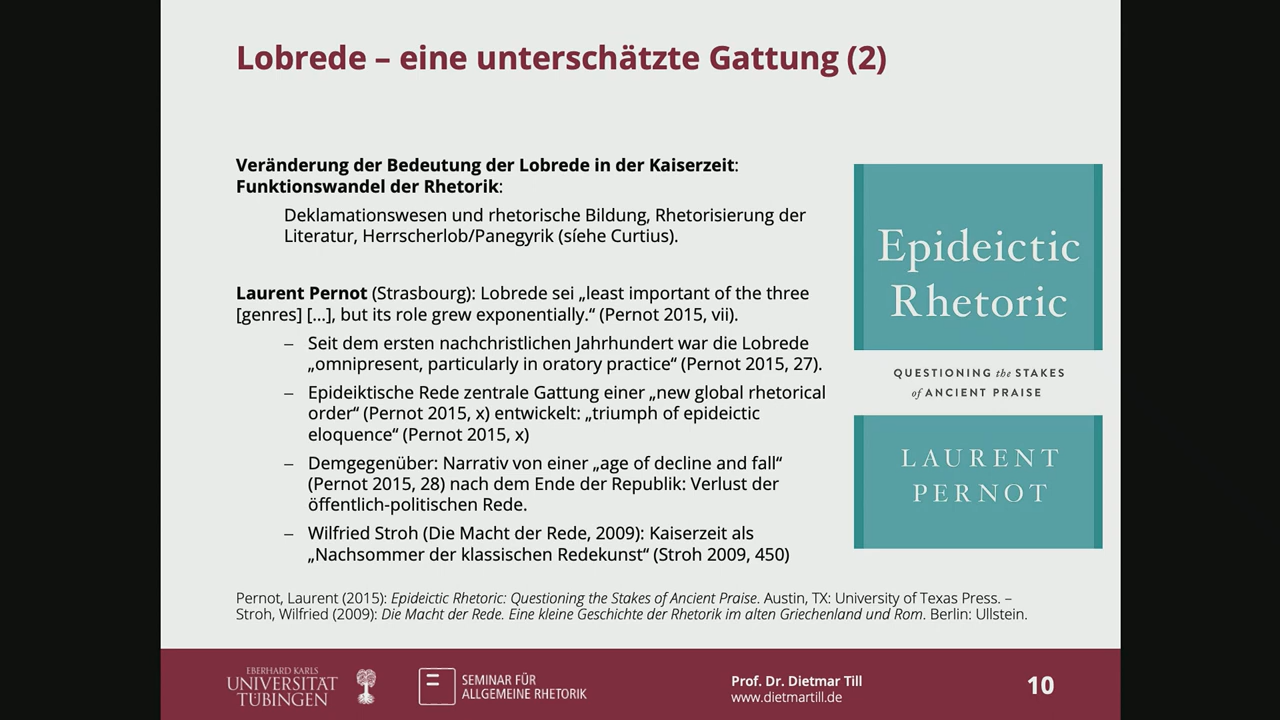 Lobrede – eine unterschätzte Gattung (2)
Veränderung der Bedeutung der Lobrede in der Kaiserzeit:
Funktionswandel der Rhetorik:
Deklamationswesen und rhetorische Bildung, Rhetorisierung der
Literatur, Herrscherlob/Panegyrik (síehe Curtius).
Laurent Pernot (Strasbourg): Lobrede sei „least important of the three
[genres] [...], but its role grew exponentially.“ (Pernot 2015, vii).
– Seit dem ersten nachchristlichen Jahrhundert war die Lobrede
„omnipresent, particularly in oratory practice“ (Pernot 2015, 27).
– Epideiktische Rede zentrale Gattung einer „new global rhetorical
order“ (Pernot 2015, x) entwickelt: „triumph of epideictic
eloquence“ (Pernot 2015, x)
– Demgegenüber: Narrativ von einer „age of decline and fall“
(Pernot 2015, 28) nach dem Ende der Republik: Verlust der
öffentlich-politischen Rede.
– Wilfried Stroh (Die Macht der Rede, 2009): Kaiserzeit als
„Nachsommer der klassischen Redekunst“ (Stroh 2009, 450)
Epideictic
Rhetoric
QUESTIONING the STAKES
of ANCIENT PRAISE
LAURENT
PERNOT
Pernot, Laurent (2015): Epideictic Rhetoric: Questioning the Stakes of Ancient Praise. Austin, TX: University of Texas Press. –
Stroh, Wilfried (2009): Die Macht der Rede. Eine kleine Geschichte der Rhetorik im alten Griechenland und Rom. Berlin: Ullstein.
EBERHARD KARLS
UNIVERSITÄT
TÜBINGEN
SEMINAR FÜR
ALLGEMEINE RHETORIK
Prof. Dr. Dietmar Till
www.dietmartill.de
10